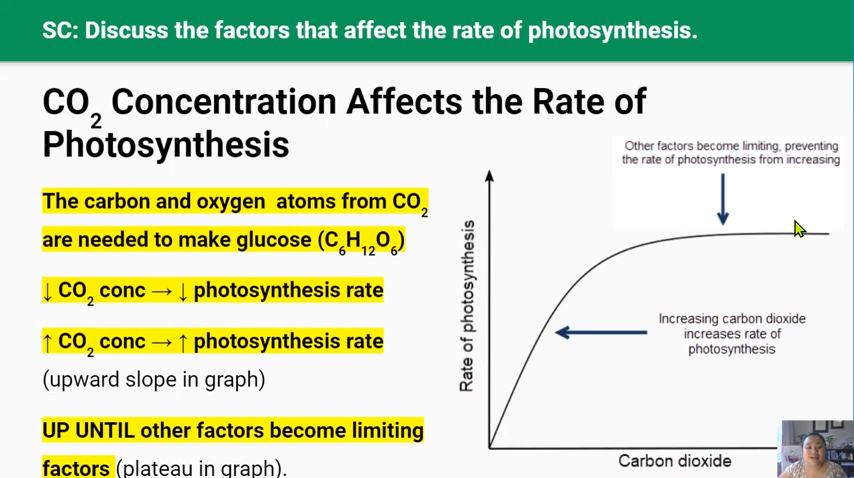 SC: Discuss the factors that affect the rate of photosynthesis.
CO₂ Concentration Affects the Rate of
Photosynthesis
The carbon and oxygen atoms from CO₂
are needed to make glucose (C₆H₁₂O₆)
↓ CO₂ conc → ↓ photosynthesis rate
↑ CO₂ conc → ↑ photosynthesis rate
(upward slope in graph)
UP UNTIL other factors become limiting
factors (plateau in graph).
Other factors become limiting, preventing
the rate of photosynthesis from increasing
Rate of photosynthesis
Increasing carbon dioxide
increases rate of
photosynthesis
Carbon dioxide